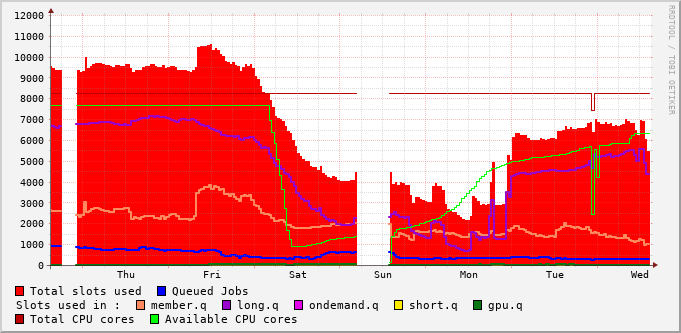 12000
11000
10000
9000
8000
7000
6000
5000
4000
3000
2000
1000
0
Thu Fri Sat Sun Mon Tue Wed
Total slots used Queued Jobs
Slots used in : member.q long.q ondemand.q short.q gpu.q
Total CPU cores Available CPU cores
RRDTOOL / TOBI OETIKER